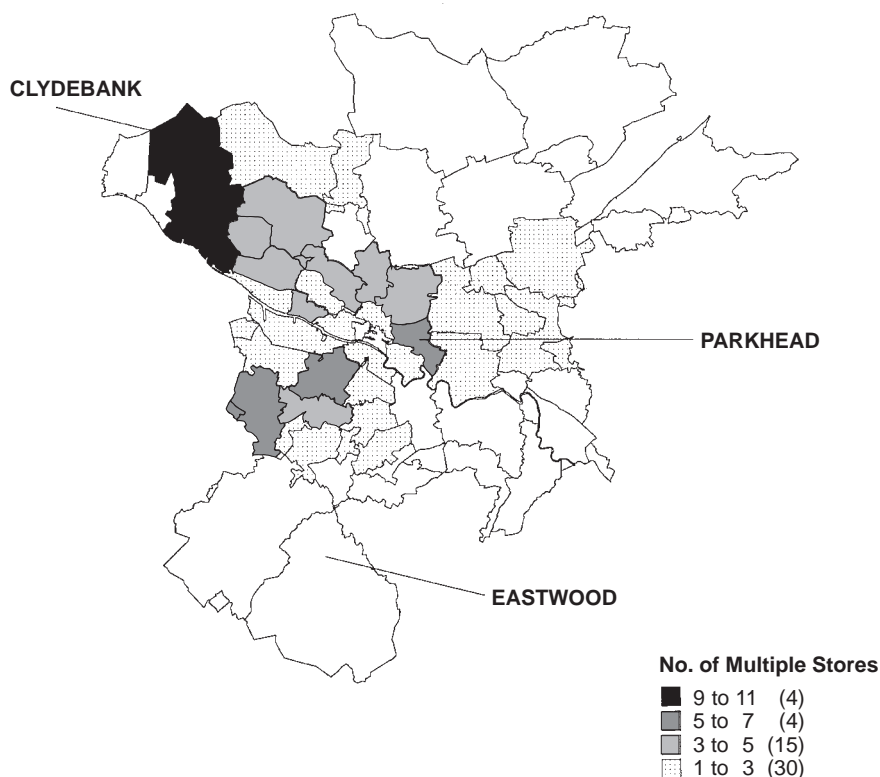 CLYDEBANK
PARKHEAD
EASTWOOD
No. of Multiple Stores
9 to 11 (4)
5 to 7 (4)
3 to 5 (15)
1 to 3 (30)